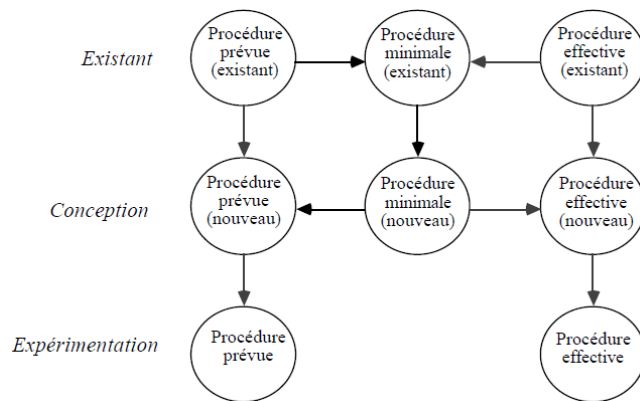 Existant
Procédure
prévue
(existant)
Procédure
minimale
(existant)
Procédure
effective
(existant)
Conception
Procédure
prévue
(nouveau)
Procédure
minimale
(nouveau)
Procédure
effective
(nouveau)
Expérimentation
Procédure
prévue
Procédure
effective